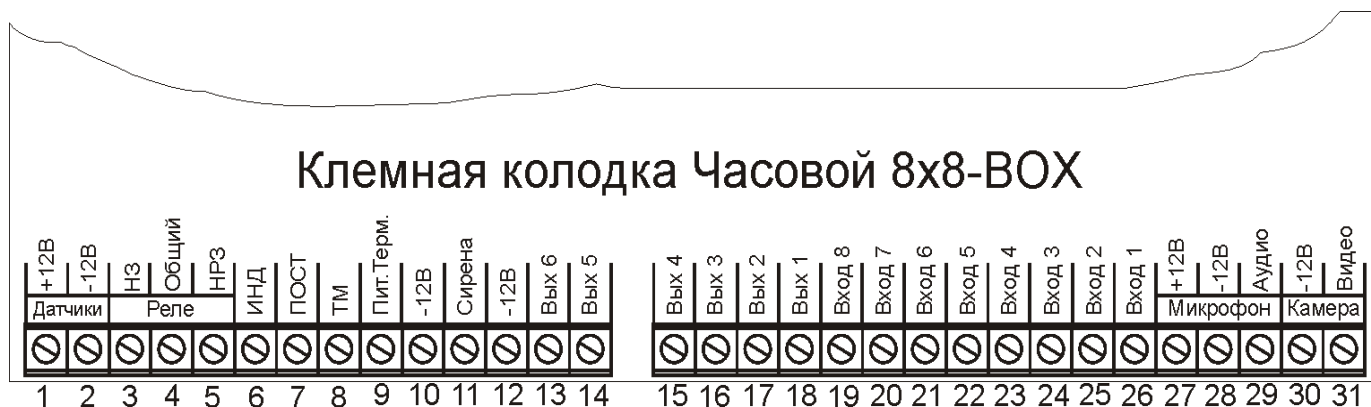 Клемная колодка Часовой 8х8-BOX
+12В -12В НЗ Общий НРЗ ИНД ПОСТ ТМ Пит.Терм. -12В Сирена -12В Вых 6 Вых 5 Вых 4 Вых 3 Вых 2 Вых 1 Вход 8 Вход 7 Вход 6 Вход 5 Вход 4 Вход 3 Вход 2 Вход 1 +12В -12В Аудио -12В Видео
Датчики Реле Микрофон Камера
1 2 3 4 5 6 7 8 9 10 11 12 13 14 15 16 17 18 19 20 21 22 23 24 25 26 27 28 29 30 31